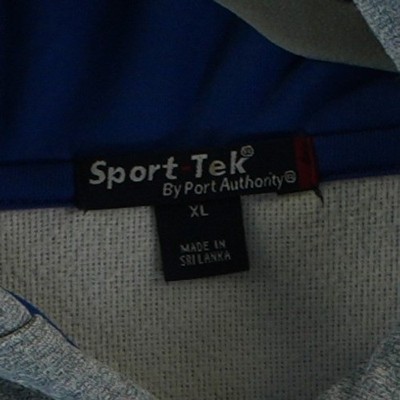 Sport-Tek®
By Port Authority®
XL
MADE IN
SRI LANKA